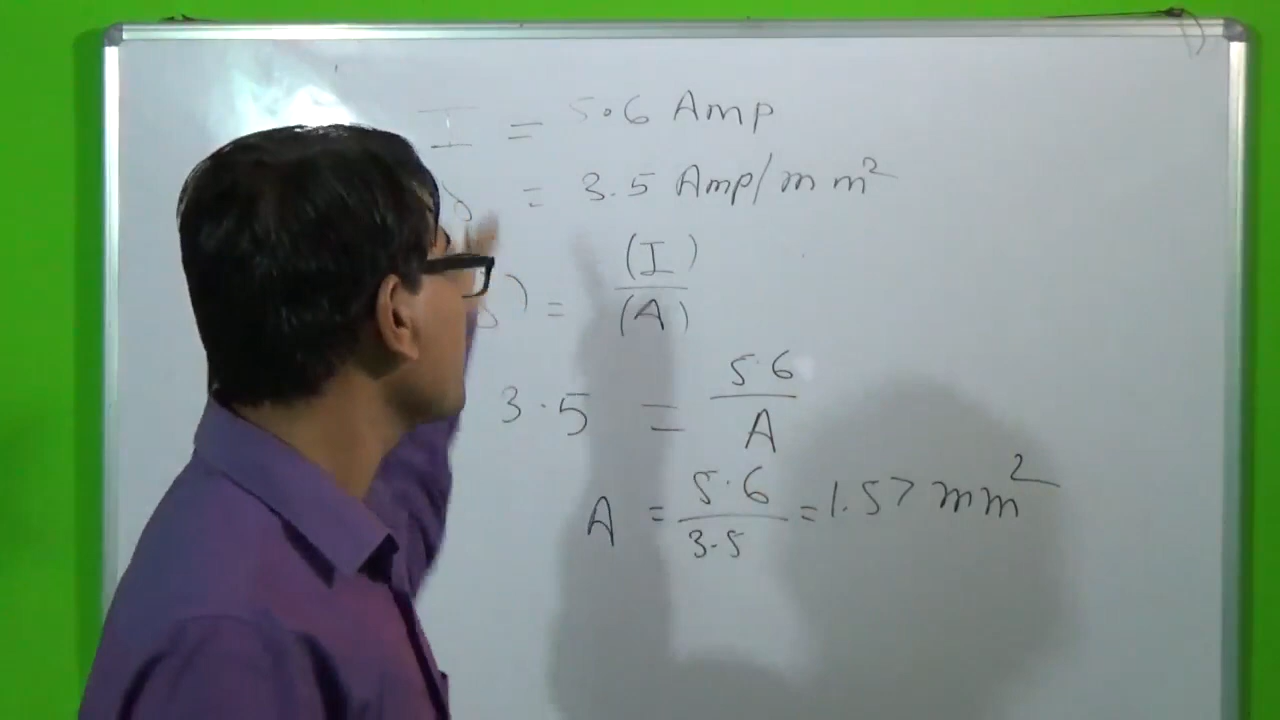 I = 5.6 Amp
δ = 3.5 Amp/mm²
δ) = (I)/(A)
3.5 = 5.6/A
A = 5.6/3.5 = 1.57 mm²